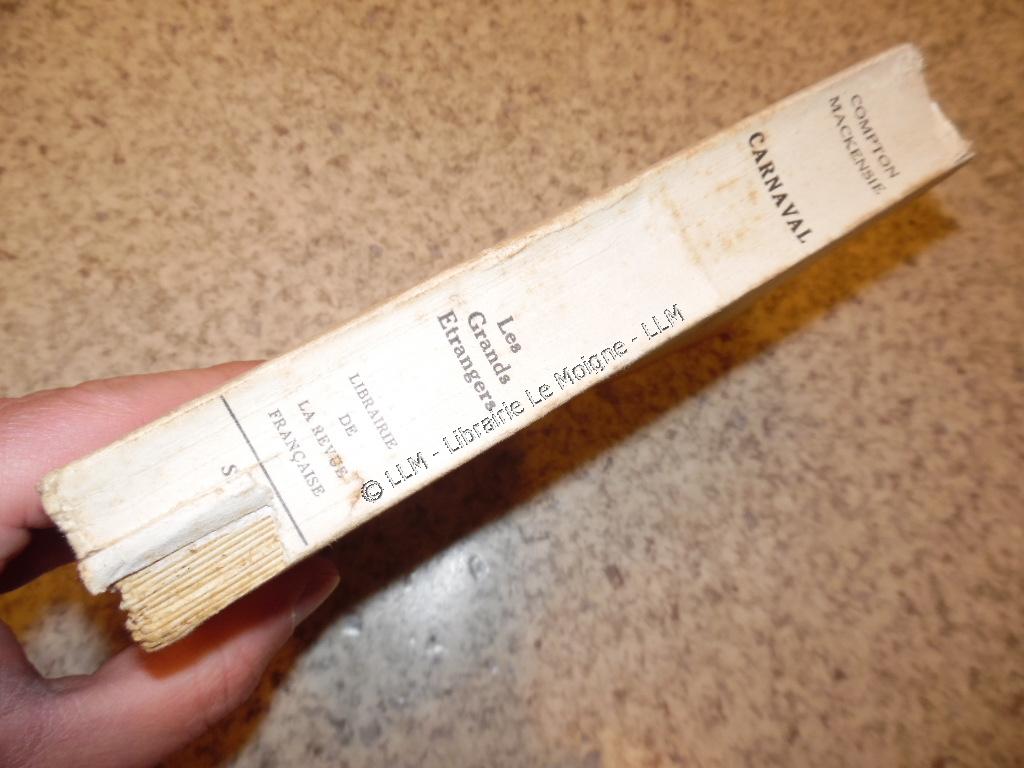 COMPTON
MACKENSIE
CARNAVAL
Les
Grands
Etrangers
LIBRAIRIE
DE
LA REVUE
FRANÇAISE
© LLM - Librairie Le Moigne - LLM